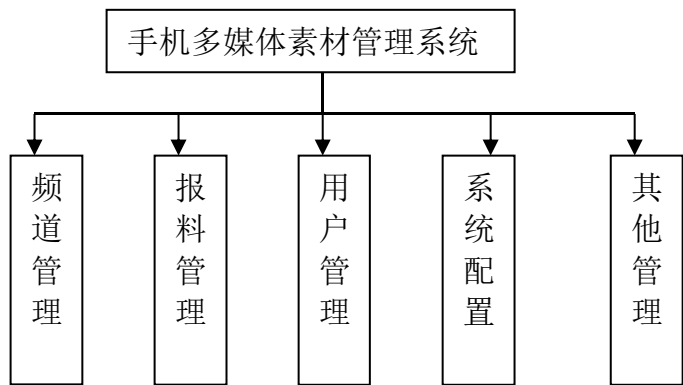 手机多媒体素材管理系统
频道管理
报料管理
用户管理
系统配置
其他管理